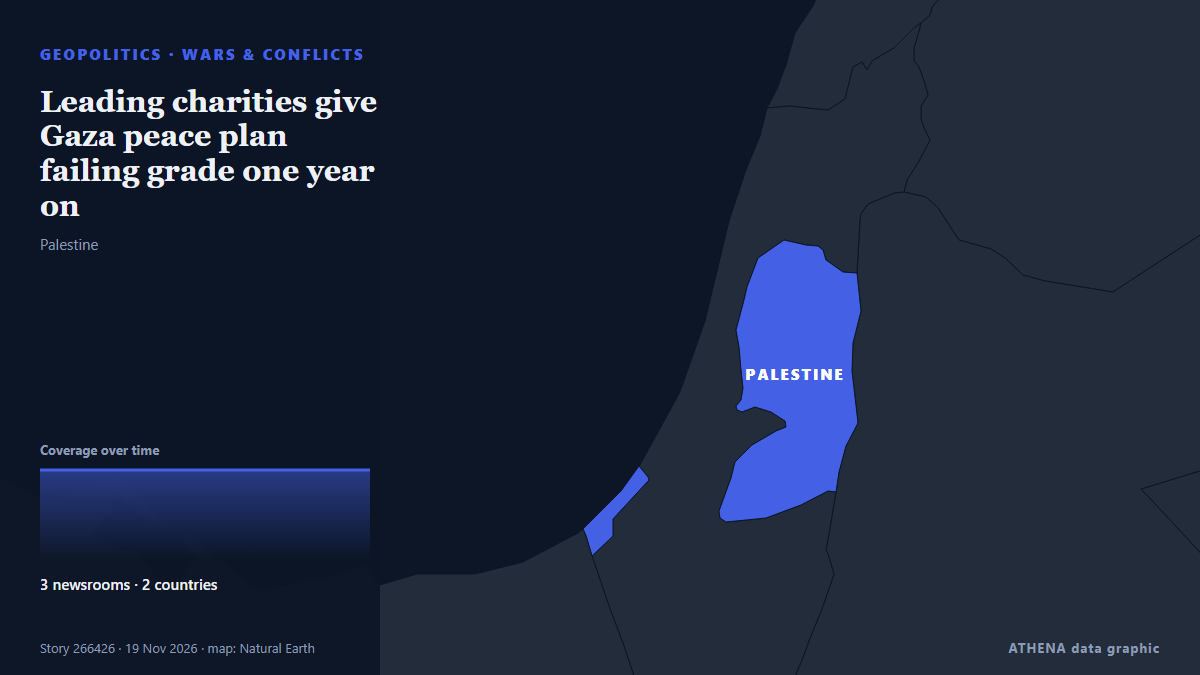 GEOPOLITICS · WARS & CONFLICTS
Leading charities give
Gaza peace plan
failing grade one year
on
Palestine
PALESTINE
Coverage over time
3 newsrooms · 2 countries
Story 266426 · 19 Nov 2026 · map: Natural Earth
ATHENA data graphic